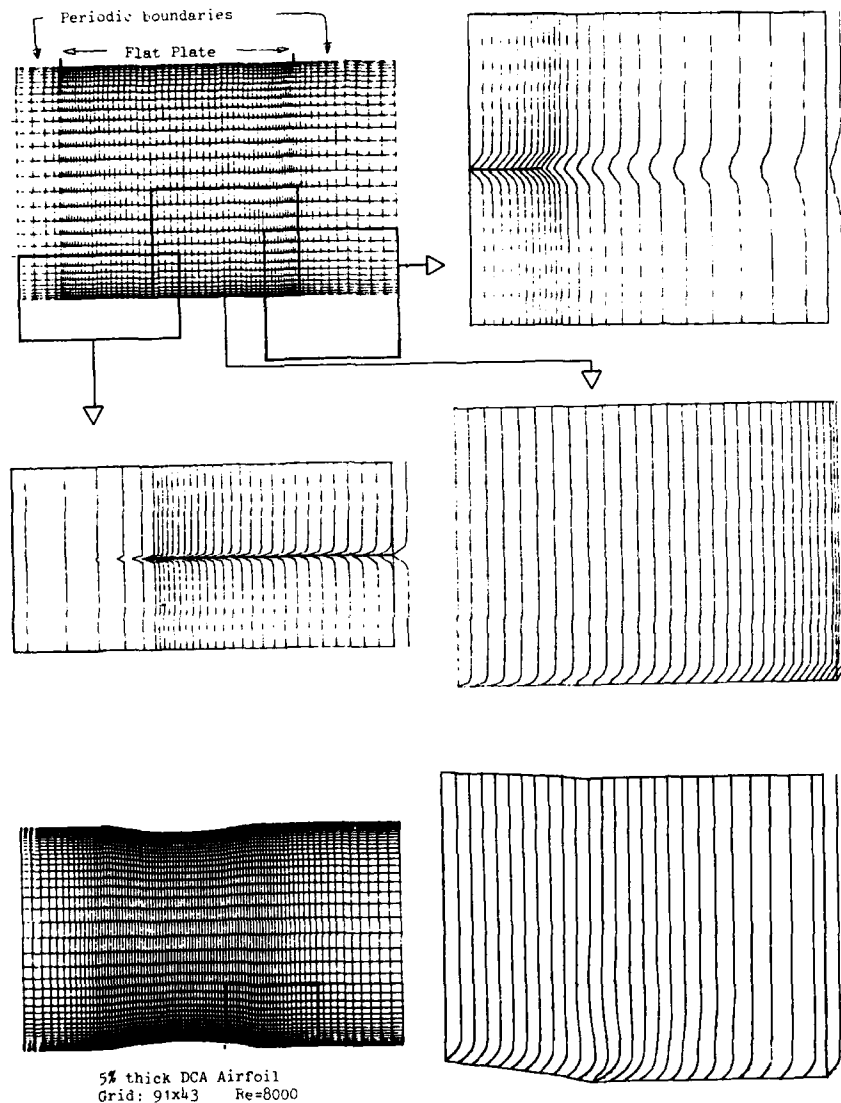 Periodic boundaries
Flat Plate
5% thick DCA Airfoil
Grid: 91x43 Re=8000